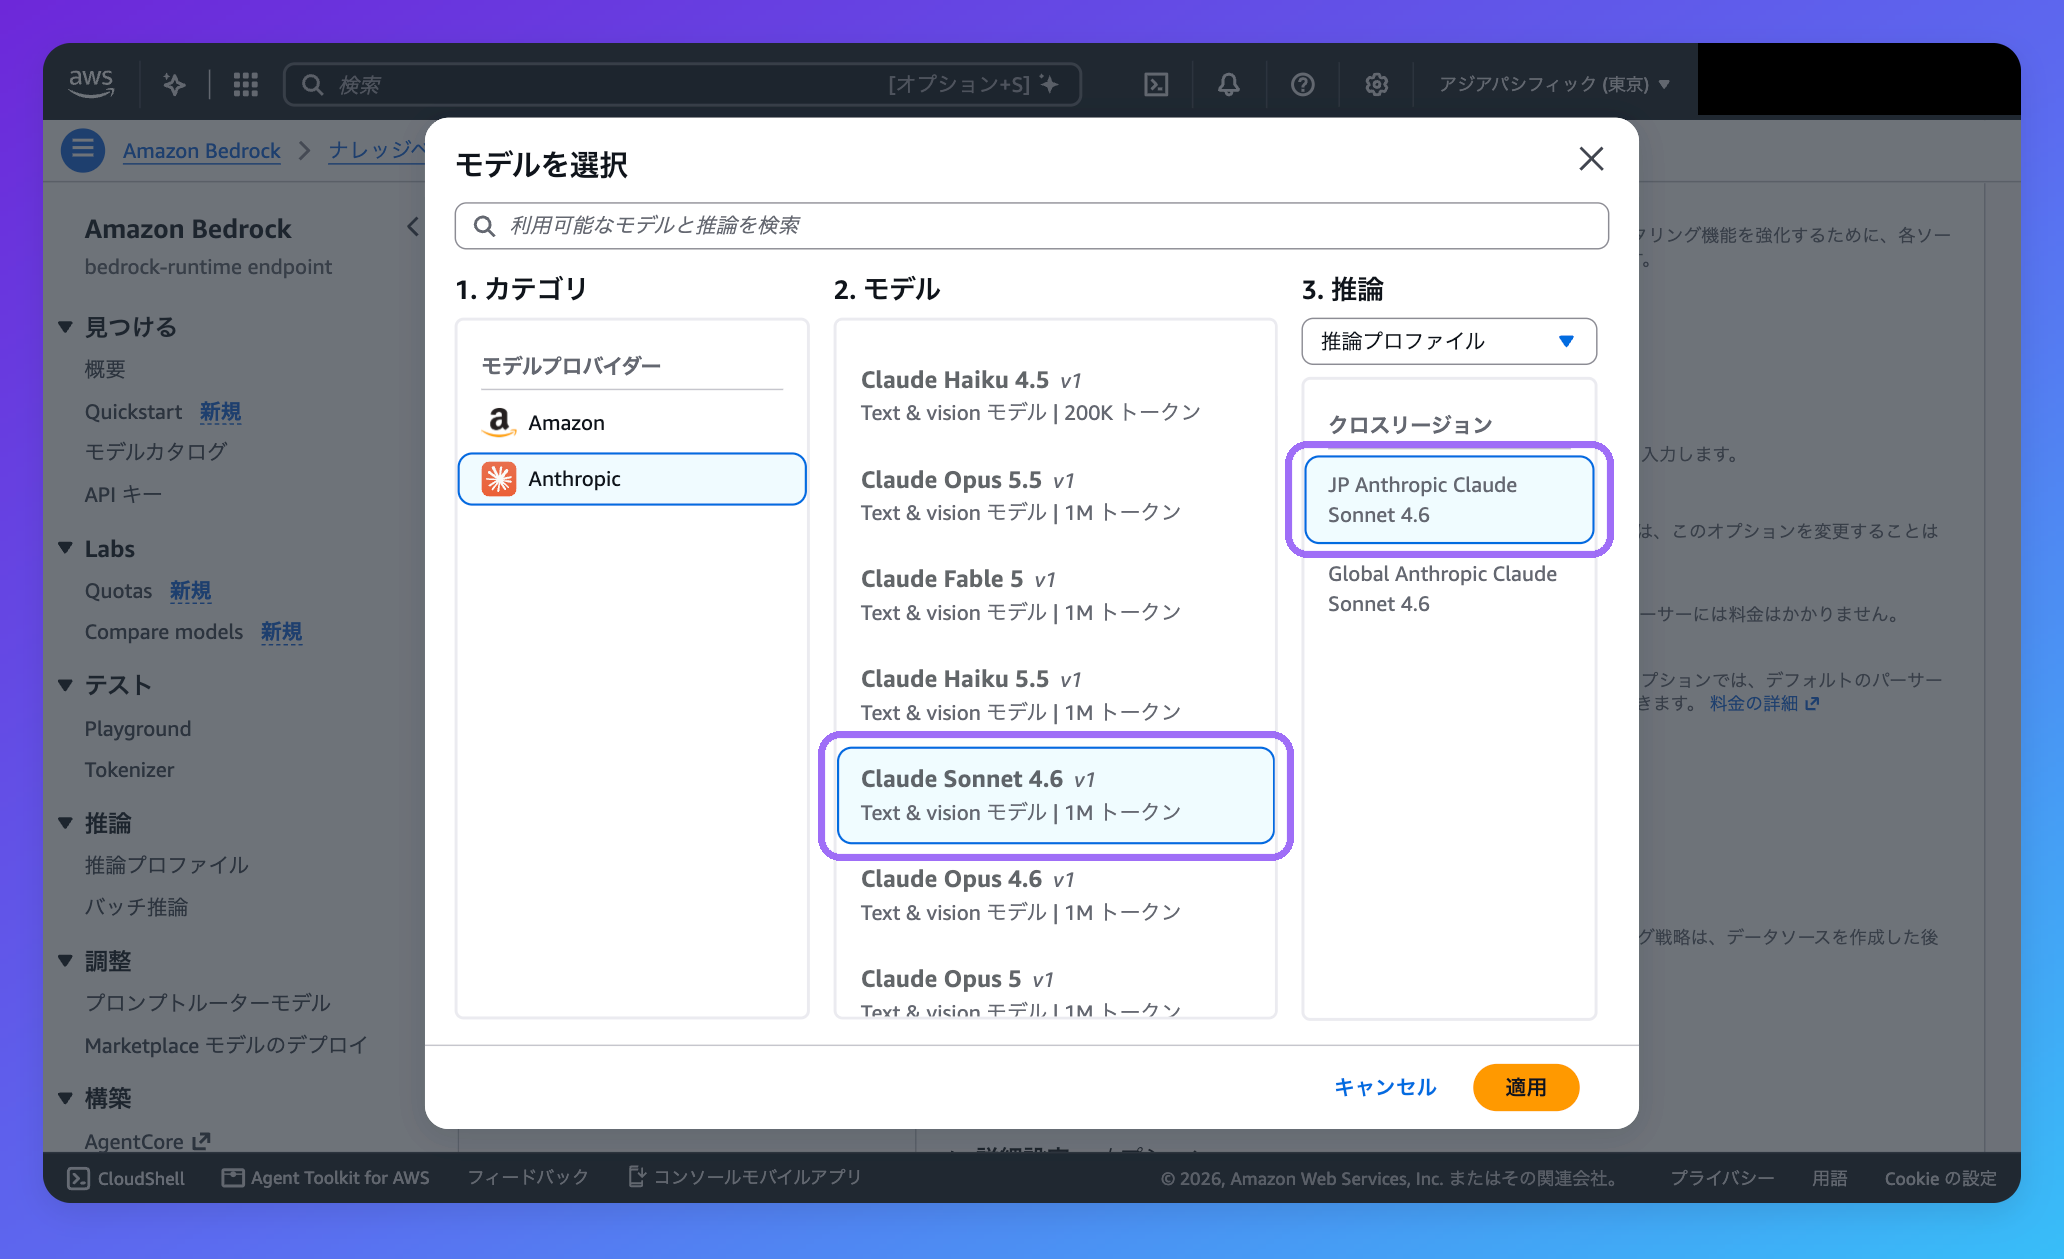 aws
検索
[オプション+S]
アジアパシフィック (東京)
Amazon Bedrock
ナレッジベ
Amazon Bedrock
bedrock-runtime endpoint
見つける
概要
Quickstart 新規
モデルカタログ
API キー
Labs
Quotas 新規
Compare models 新規
テスト
Playground
Tokenizer
推論
推論プロファイル
バッチ推論
調整
プロンプトルーターモデル
Marketplace モデルのデプロイ
構築
AgentCore
モデルを選択
利用可能なモデルと推論を検索
1. カテゴリ
モデルプロバイダー
Amazon
Anthropic
2. モデル
Claude Haiku 4.5 v1
Text & vision モデル | 200K トークン
Claude Opus 5.5 v1
Text & vision モデル | 1M トークン
Claude Fable 5 v1
Text & vision モデル | 1M トークン
Claude Haiku 5.5 v1
Text & vision モデル | 1M トークン
Claude Sonnet 4.6 v1
Text & vision モデル | 1M トークン
Claude Opus 4.6 v1
Text & vision モデル | 1M トークン
Claude Opus 5 v1
Text & vision モデル | 1M トークン
3. 推論
推論プロファイル
クロスリージョン
JP Anthropic Claude
Sonnet 4.6
Global Anthropic Claude
Sonnet 4.6
キャンセル
適用
リング機能を強化するために、各ソー
。
入力します。
は、このオプションを変更することは
ーサーには料金はかかりません。
プションでは、デフォルトのパーサー
きます。 料金の詳細
グ戦略は、データソースを作成した後
CloudShell
Agent Toolkit for AWS
フィードバック
コンソールモバイルアプリ
© 2026, Amazon Web Services, Inc. またはその関連会社。
プライバシー
用語
Cookie の設定